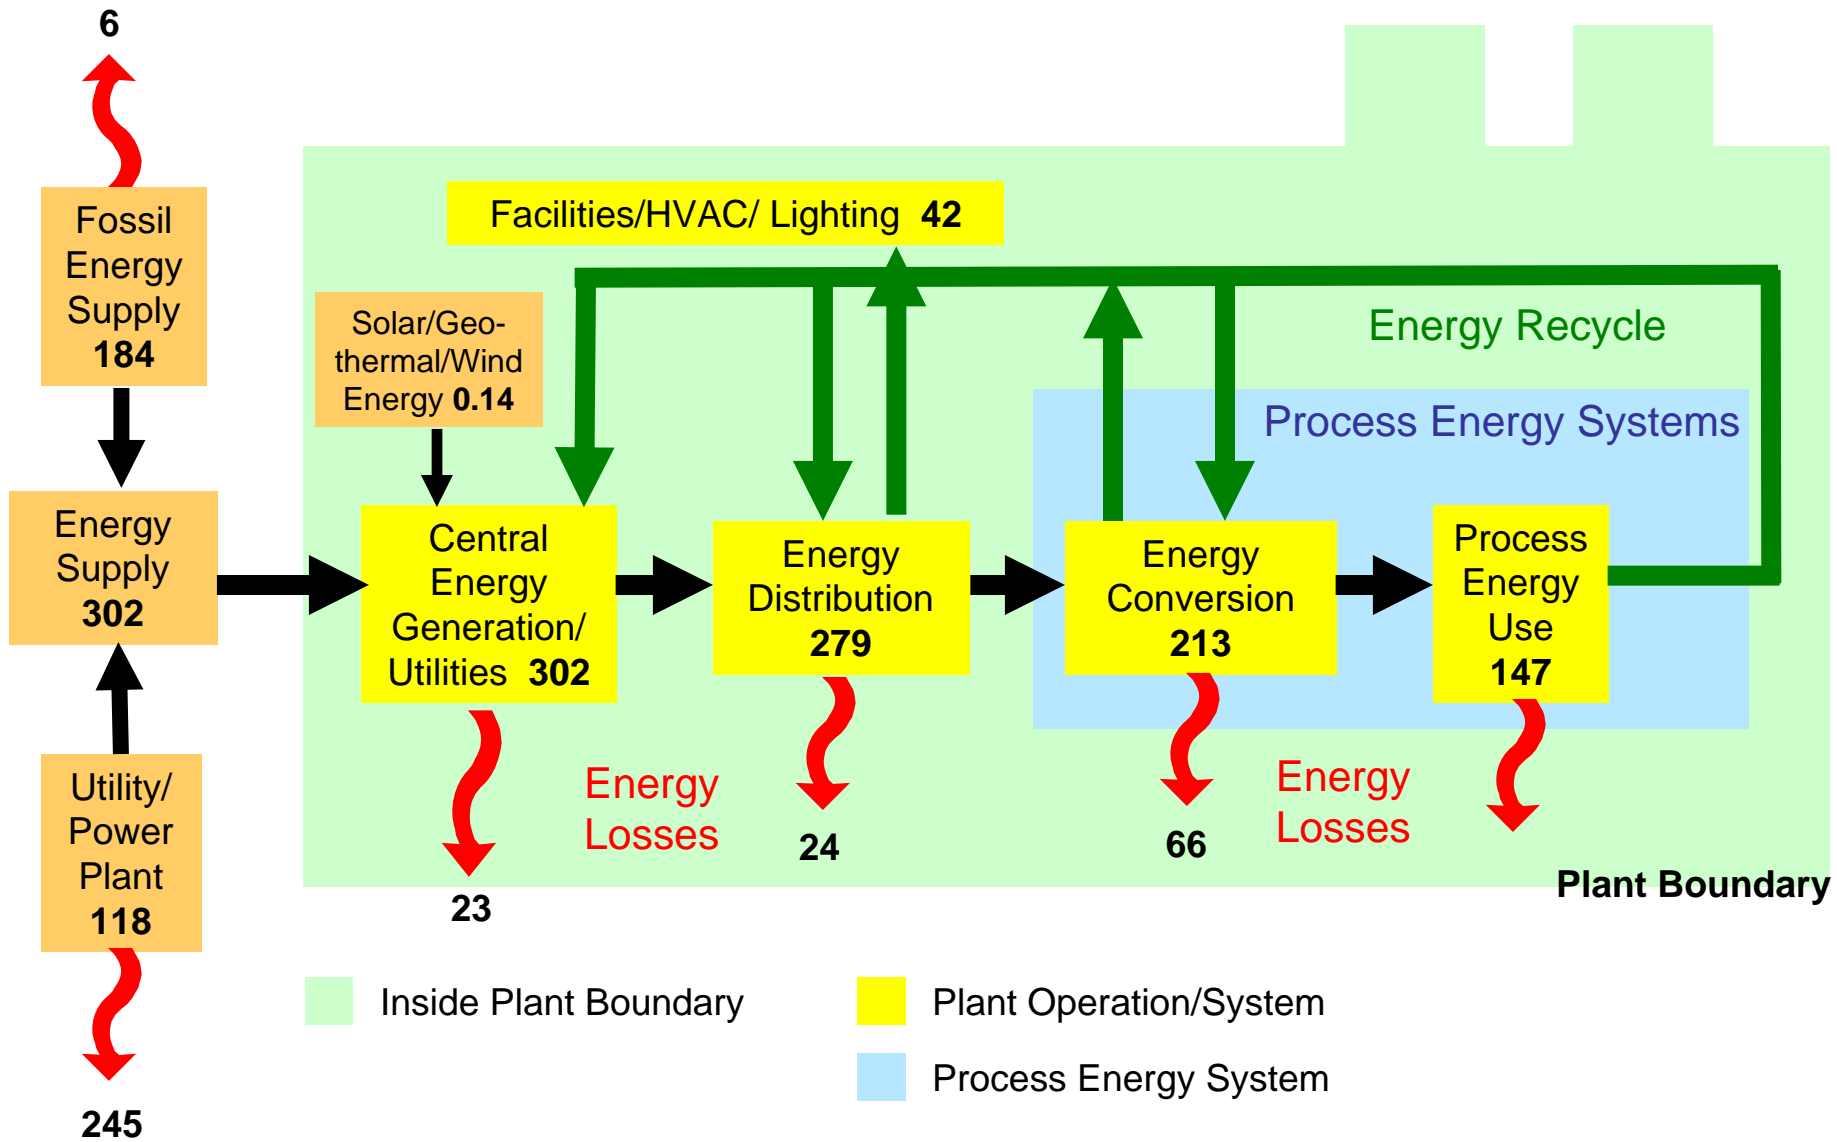 6
Fossil
Energy
Supply
184
Facilities/HVAC/ Lighting 42
Solar/Geo-
thermal/Wind
Energy 0.14
Energy Recycle
Process Energy Systems
Energy
Supply
302
Central
Energy
Generation/
Utilities 302
Energy
Distribution
279
Energy
Conversion
213
Process
Energy
Use
147
Utility/
Power
Plant
118
Energy
Losses
23
24
66
Energy
Losses
Plant Boundary
245
Inside Plant Boundary
Plant Operation/System
Process Energy System